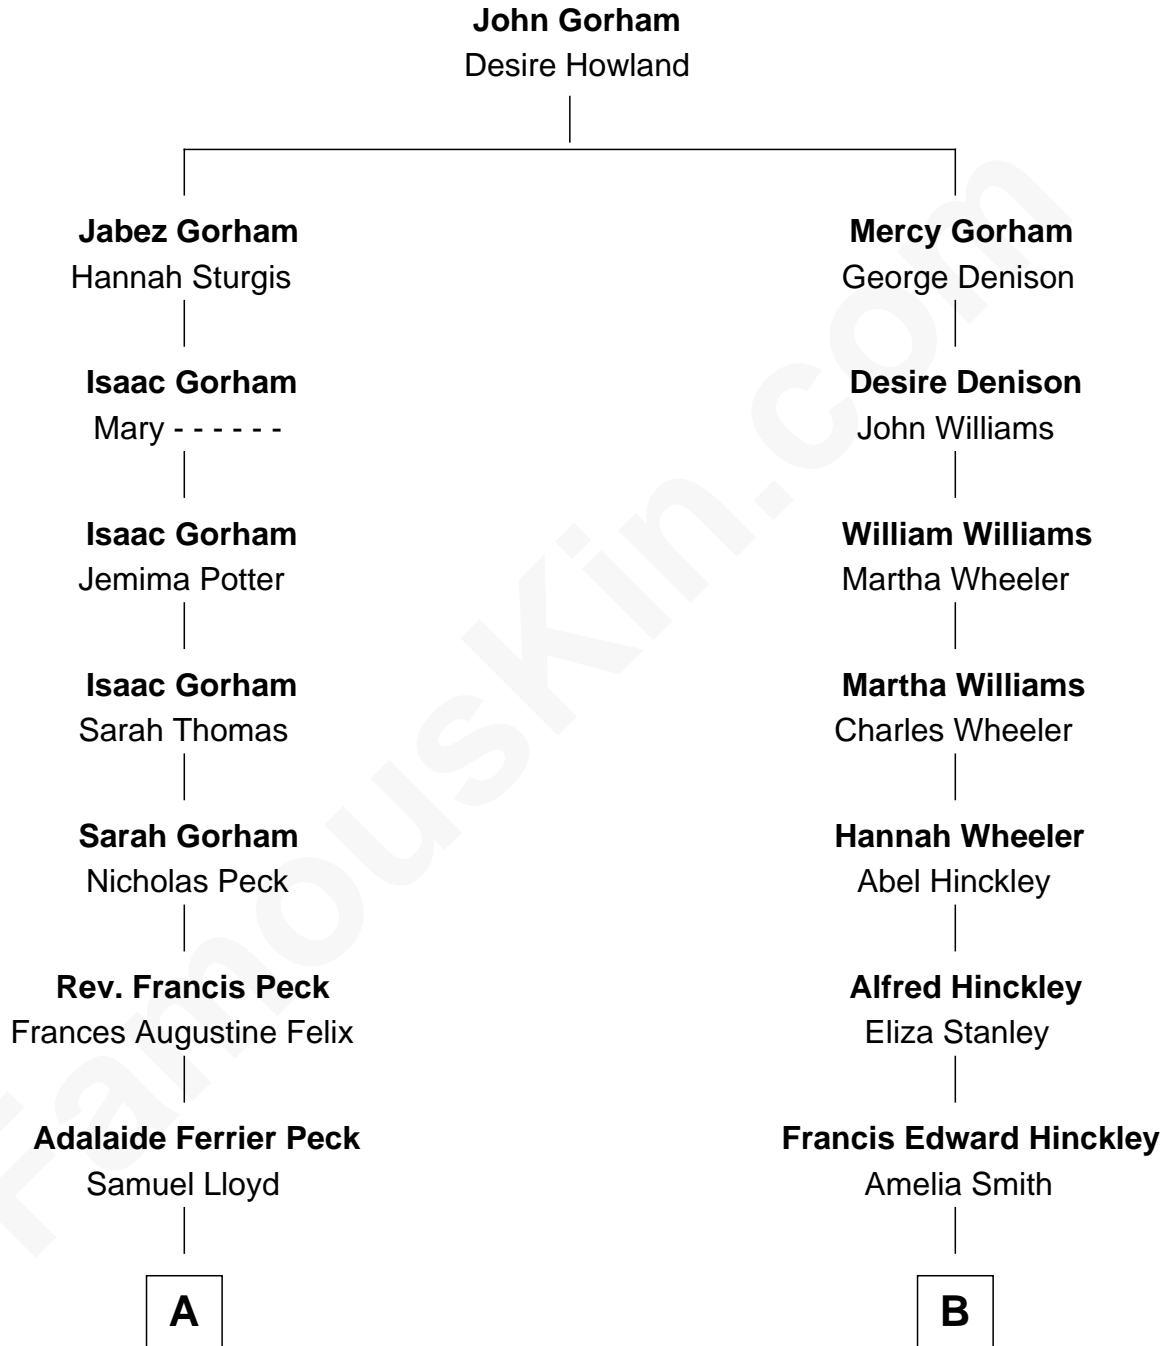 John Gorham
Desire Howland
Jabez Gorham
Hannah Sturgis
Mercy Gorham
George Denison
Isaac Gorham
Mary - - - - - -
Desire Denison
John Williams
Isaac Gorham
Jemima Potter
William Williams
Martha Wheeler
Isaac Gorham
Sarah Thomas
Martha Williams
Charles Wheeler
Sarah Gorham
Nicholas Peck
Hannah Wheeler
Abel Hinckley
Rev. Francis Peck
Frances Augustine Felix
Alfred Hinckley
Eliza Stanley
Adalaide Ferrier Peck
Samuel Lloyd
Francis Edward Hinckley
Amelia Smith
A
B
FamousKin.com